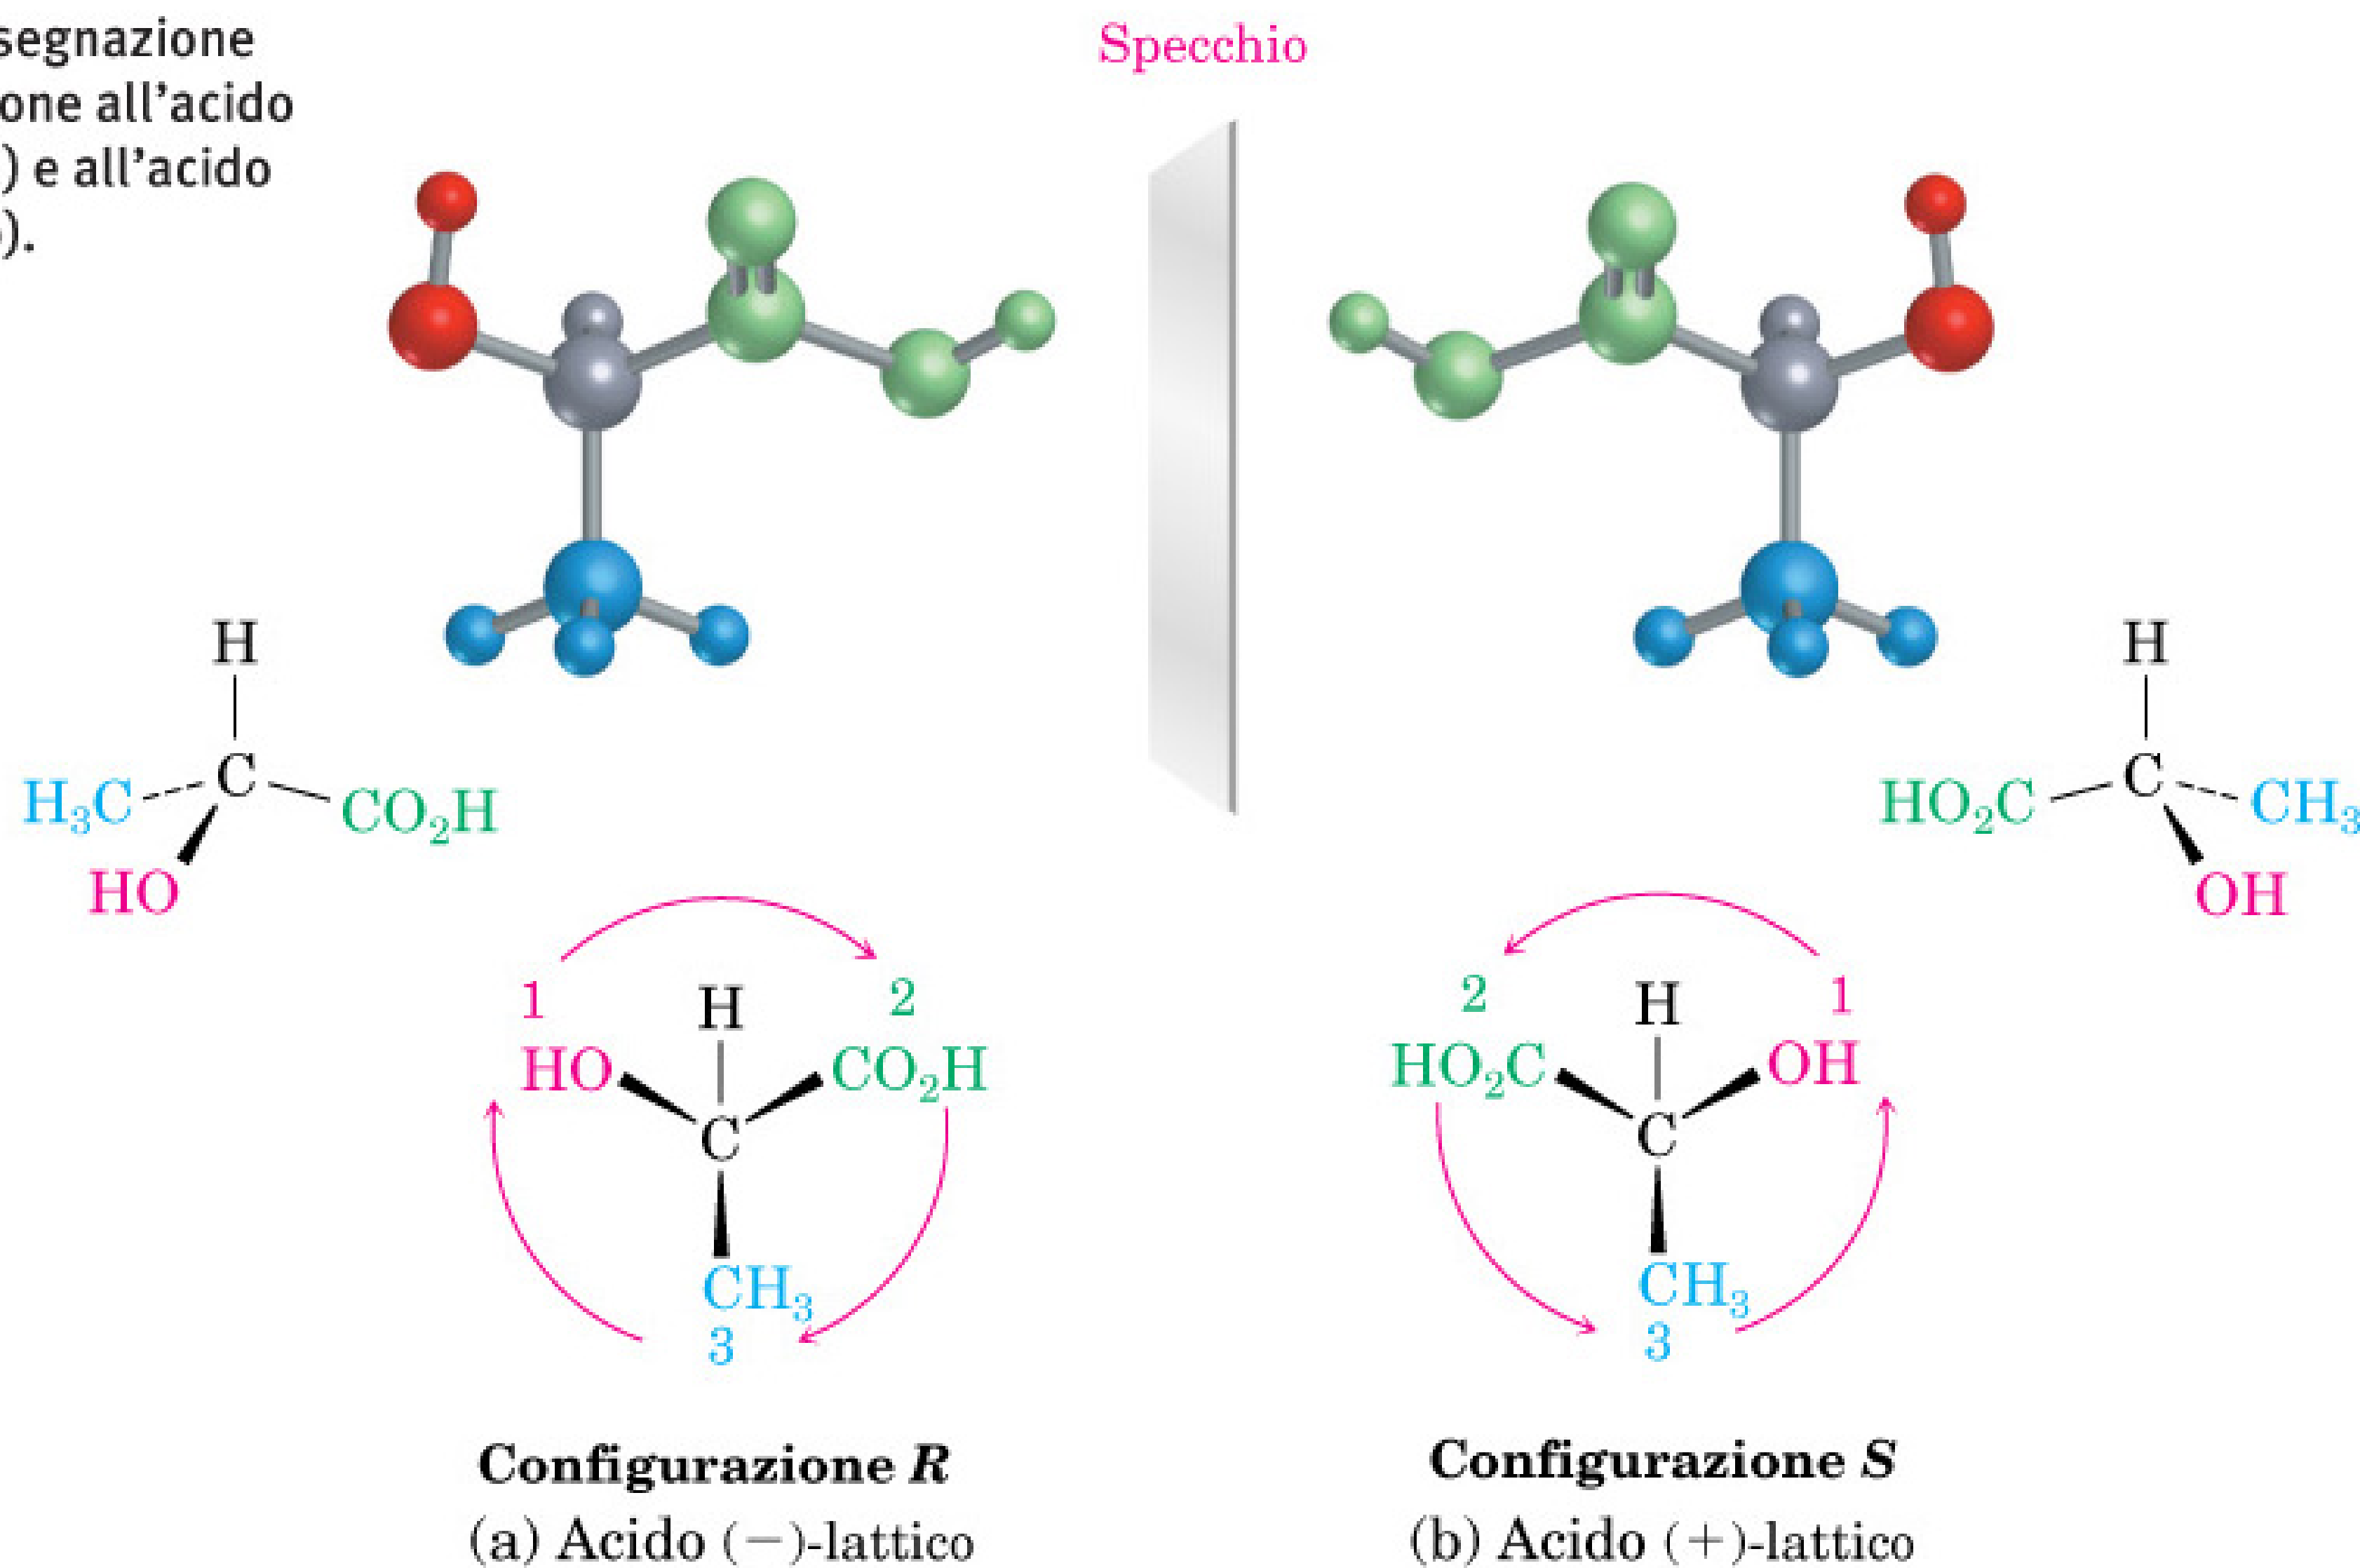 segnazione
one all'acido
) e all'acido
).
Specchio
H
H₃C C CO₂H
HO
H
HO₂C C CH₃
OH
1 H 2
HO CO₂H
C
CH₃
3
2 H 1
HO₂C OH
C
CH₃
3
Configurazione R
(a) Acido (−)-lattico
Configurazione S
(b) Acido (+)-lattico